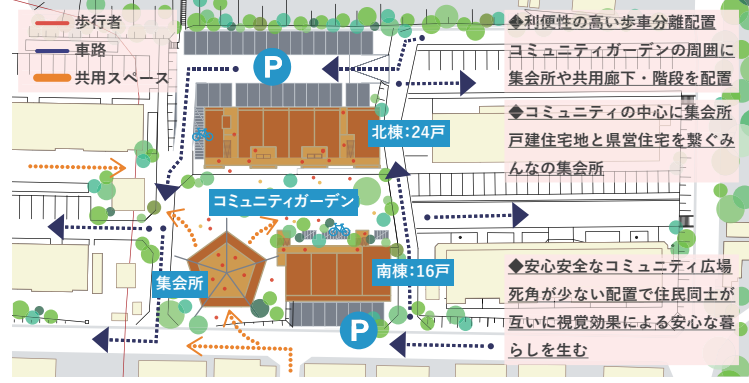 歩行者
車路
共用スペース
P
北棟:24戸
コミュニティガーデン
集会所
南棟:16戸
P
◆利便性の高い歩車分離配置
コミュニティガーデンの周囲に
集会所や共用廊下・階段を配置
◆コミュニティの中心に集会所
戸建住宅地と県営住宅を繋ぐみ
んなの集会所
◆安心安全なコミュニティ広場
死角が少ない配置で住民同士が
互いに視覚効果による安心な暮
らしを生む